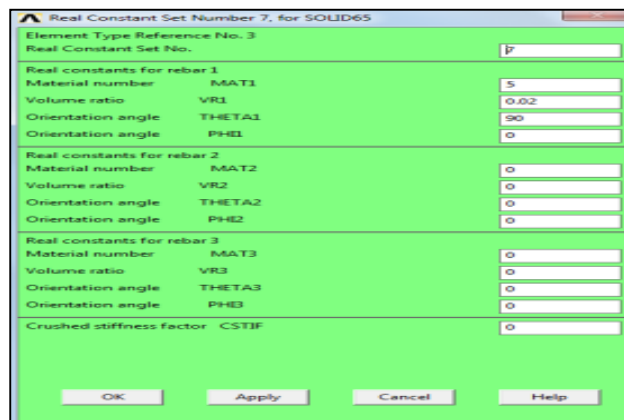 Real Constant Set Number 7, for SOLID65
Element Type Reference No. 3
Real Constant Set No. 7
Real constants for rebar 1
Material number MAT1 5
Volume ratio VR1 0.02
Orientation angle THETA1 90
Orientation angle PHI1 0
Real constants for rebar 2
Material number MAT2 0
Volume ratio VR2 0
Orientation angle THETA2 0
Orientation angle PHI2 0
Real constants for rebar 3
Material number MAT3 0
Volume ratio VR3 0
Orientation angle THETA3 0
Orientation angle PHI3 0
Crushed stiffness factor CSTIF 0
OK Apply Cancel Help